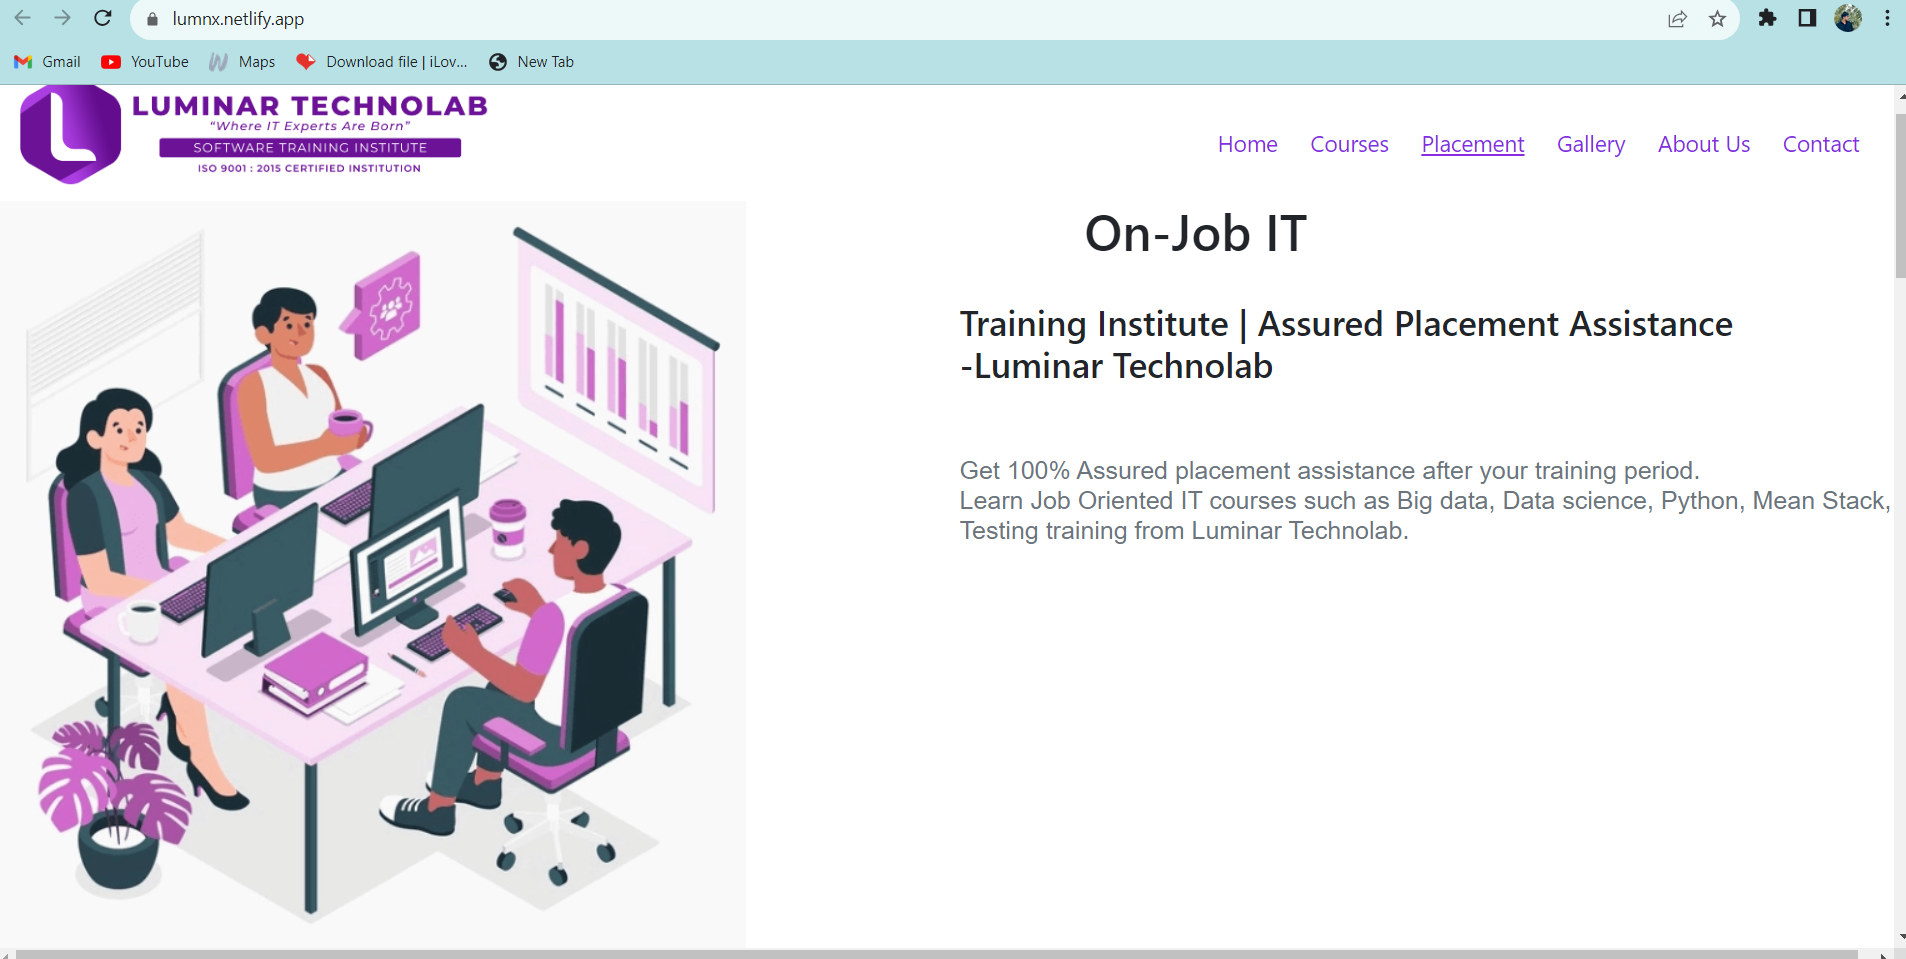 lumnx.netlify.app
Gmail YouTube Maps Download file | iLov... New Tab
LUMINAR TECHNOLAB
"Where IT Experts Are Born"
SOFTWARE TRAINING INSTITUTE
ISO 9001 : 2015 CERTIFIED INSTITUTION
Home Courses Placement Gallery About Us Contact
On-Job IT
Training Institute | Assured Placement Assistance
-Luminar Technolab
Get 100% Assured placement assistance after your training period.
Learn Job Oriented IT courses such as Big data, Data science, Python, Mean Stack,
Testing training from Luminar Technolab.